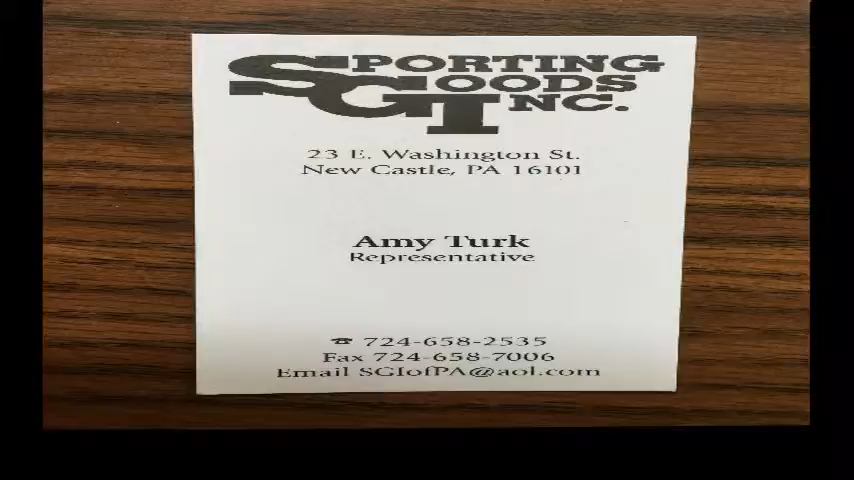 SPORTING
GOODS
INC.
23 E. Washington St.
New Castle, PA 16101
Amy Turk
Representative
☎ 724-658-2535
Fax 724-658-7006
Email SGIofPA@aol.com